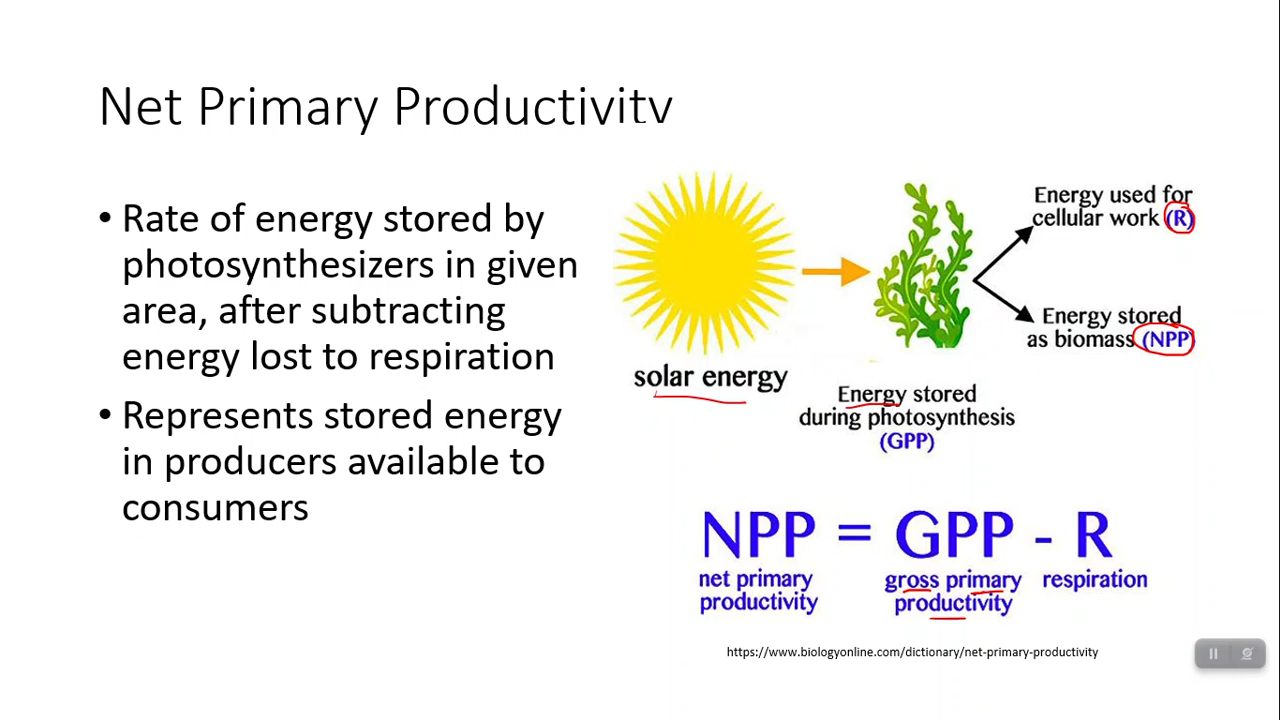 Net Primary Productivity
• Rate of energy stored by
photosynthesizers in given
area, after subtracting
energy lost to respiration
• Represents stored energy
in producers available to
consumers
solar energy
Energy stored
during photosynthesis
(GPP)
Energy used for
cellular work (R)
Energy stored
as biomass (NPP)
NPP = GPP - R
net primary
productivity
gross primary
productivity
respiration
https://www.biologyonline.com/dictionary/net-primary-productivity